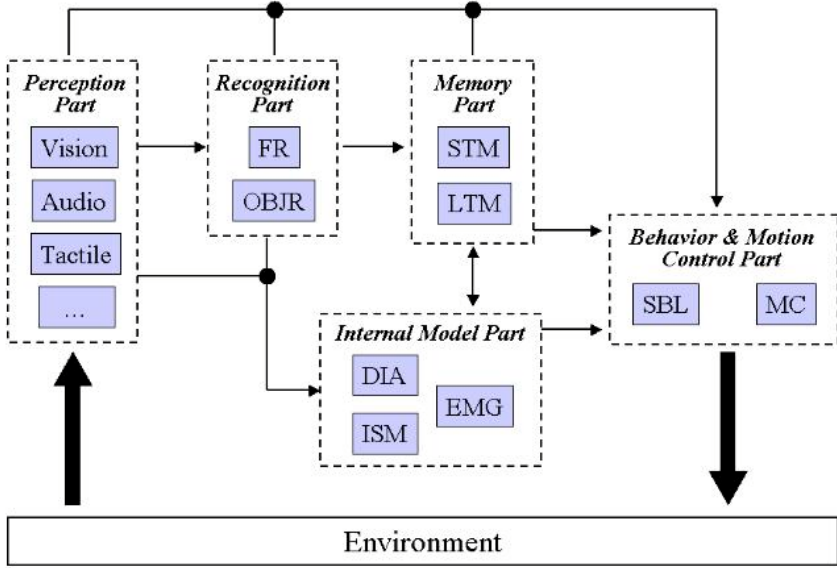 Perception
Part
Vision
Audio
Tactile
...
Recognition
Part
FR
OBJR
Memory
Part
STM
LTM
Behavior & Motion
Control Part
SBL
MC
Internal Model Part
DIA
EMG
ISM
Environment